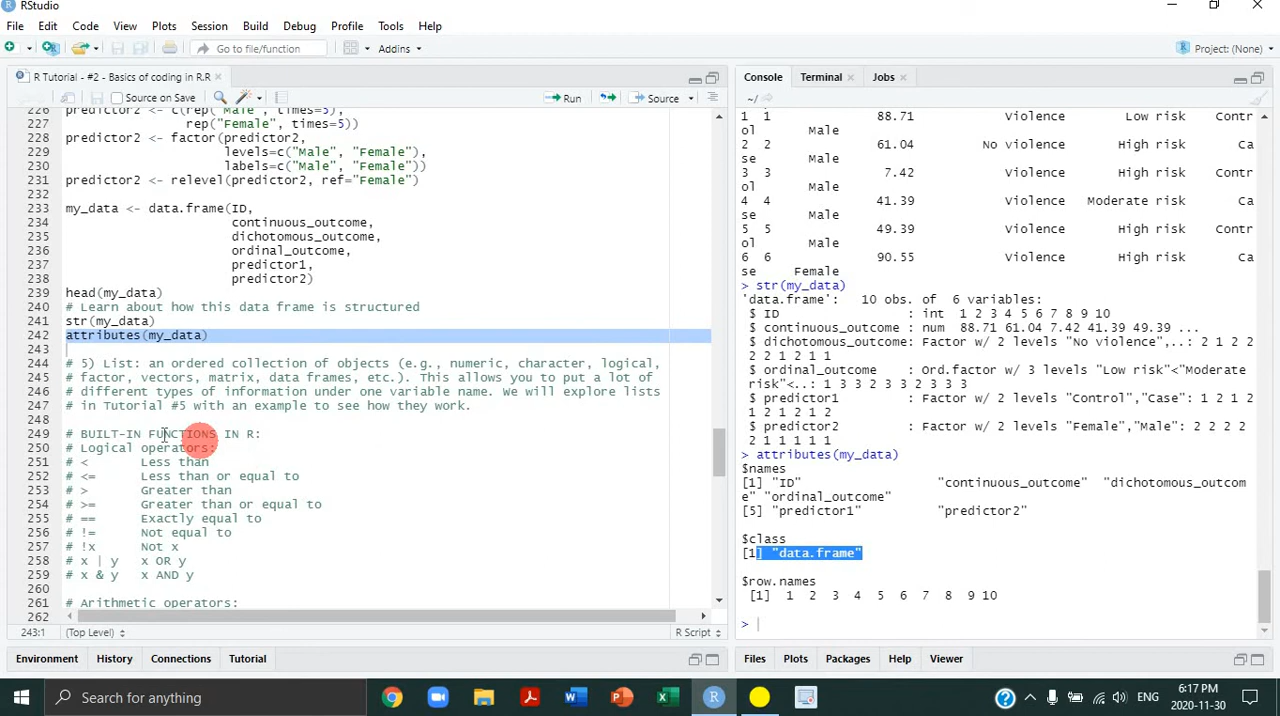 RStudio
File Edit Code View Plots Session Build Debug Profile Tools Help
Go to file/function Addins Project: (None)
R Tutorial - #2 - Basics of coding in R.R
Source on Save Run Source
226 predictor2 <- c(rep("Male", times=5),
227 rep("Female", times=5))
228 predictor2 <- factor(predictor2,
229 levels=c("Male", "Female"),
230 labels=c("Male", "Female"))
231 predictor2 <- relevel(predictor2, ref="Female")
232
233 my_data <- data.frame(ID,
234 continuous_outcome,
235 dichotomous_outcome,
236 ordinal_outcome,
237 predictor1,
238 predictor2)
239 head(my_data)
240 # Learn about how this data frame is structured
241 str(my_data)
242 attributes(my_data)
243
244 # 5) List: an ordered collection of objects (e.g., numeric, character, logical,
245 # factor, vectors, matrix, data frames, etc.). This allows you to put a lot of
246 # different types of information under one variable name. We will explore lists
247 # in Tutorial #5 with an example to see how they work.
248
249 # BUILT-IN FUNCTIONS IN R:
250 # Logical operators:
251 # < Less than
252 # <= Less than or equal to
253 # > Greater than
254 # >= Greater than or equal to
255 # == Exactly equal to
256 # != Not equal to
257 # !x Not x
258 # x | y x OR y
259 # x & y x AND y
260
261 # Arithmetic operators:
262
243:1 (Top Level) R Script
Environment History Connections Tutorial
Console Terminal Jobs
~/
1 1 88.71 Violence Low risk Contr
ol Male
2 2 61.04 No violence High risk Ca
se Male
3 3 7.42 Violence High risk Contr
ol Male
4 4 41.39 Violence Moderate risk Ca
se Male
5 5 49.39 Violence High risk Contr
ol Male
6 6 90.55 Violence High risk Ca
se Female
> str(my_data)
'data.frame': 10 obs. of 6 variables:
$ ID : int 1 2 3 4 5 6 7 8 9 10
$ continuous_outcome : num 88.71 61.04 7.42 41.39 49.39 ...
$ dichotomous_outcome: Factor w/ 2 levels "No violence",..: 2 1 2 2
2 2 1 2 1 1
$ ordinal_outcome : Ord.factor w/ 3 levels "Low risk"<"Moderate
risk"<..: 1 3 3 2 3 3 2 3 3 3
$ predictor1 : Factor w/ 2 levels "Control","Case": 1 2 1 2
1 2 1 2 1 2
$ predictor2 : Factor w/ 2 levels "Female","Male": 2 2 2 2
2 1 1 1 1 1
> attributes(my_data)
$names
[1] "ID" "continuous_outcome" "dichotomous_outcom
e" "ordinal_outcome"
[5] "predictor1" "predictor2"
$class
[1] "data.frame"
$row.names
[1] 1 2 3 4 5 6 7 8 9 10
>
Files Plots Packages Help Viewer
Search for anything
ENG
6:17 PM
2020-11-30